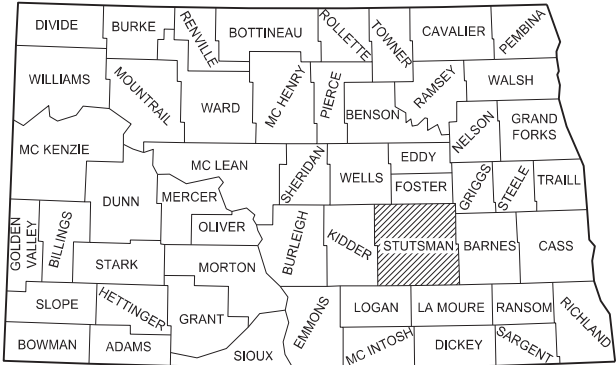 DIVIDE
BURKE
RENVILLE
BOTTINEAU
ROLLETTE
TOWNER
CAVALIER
PEMBINA
WILLIAMS
MOUNTRAIL
WARD
MC HENRY
PIERCE
BENSON
RAMSEY
WALSH
NELSON
GRAND
FORKS
MC KENZIE
MC LEAN
SHERIDAN
WELLS
EDDY
FOSTER
GRIGGS
STEELE
TRAILL
DUNN
MERCER
OLIVER
BURLEIGH
KIDDER
STUTSMAN
BARNES
CASS
GOLDEN
VALLEY
BILLINGS
STARK
MORTON
SLOPE
HETTINGER
GRANT
EMMONS
LOGAN
LA MOURE
RANSOM
RICHLAND
BOWMAN
ADAMS
SIOUX
MC INTOSH
DICKEY
SARGENT